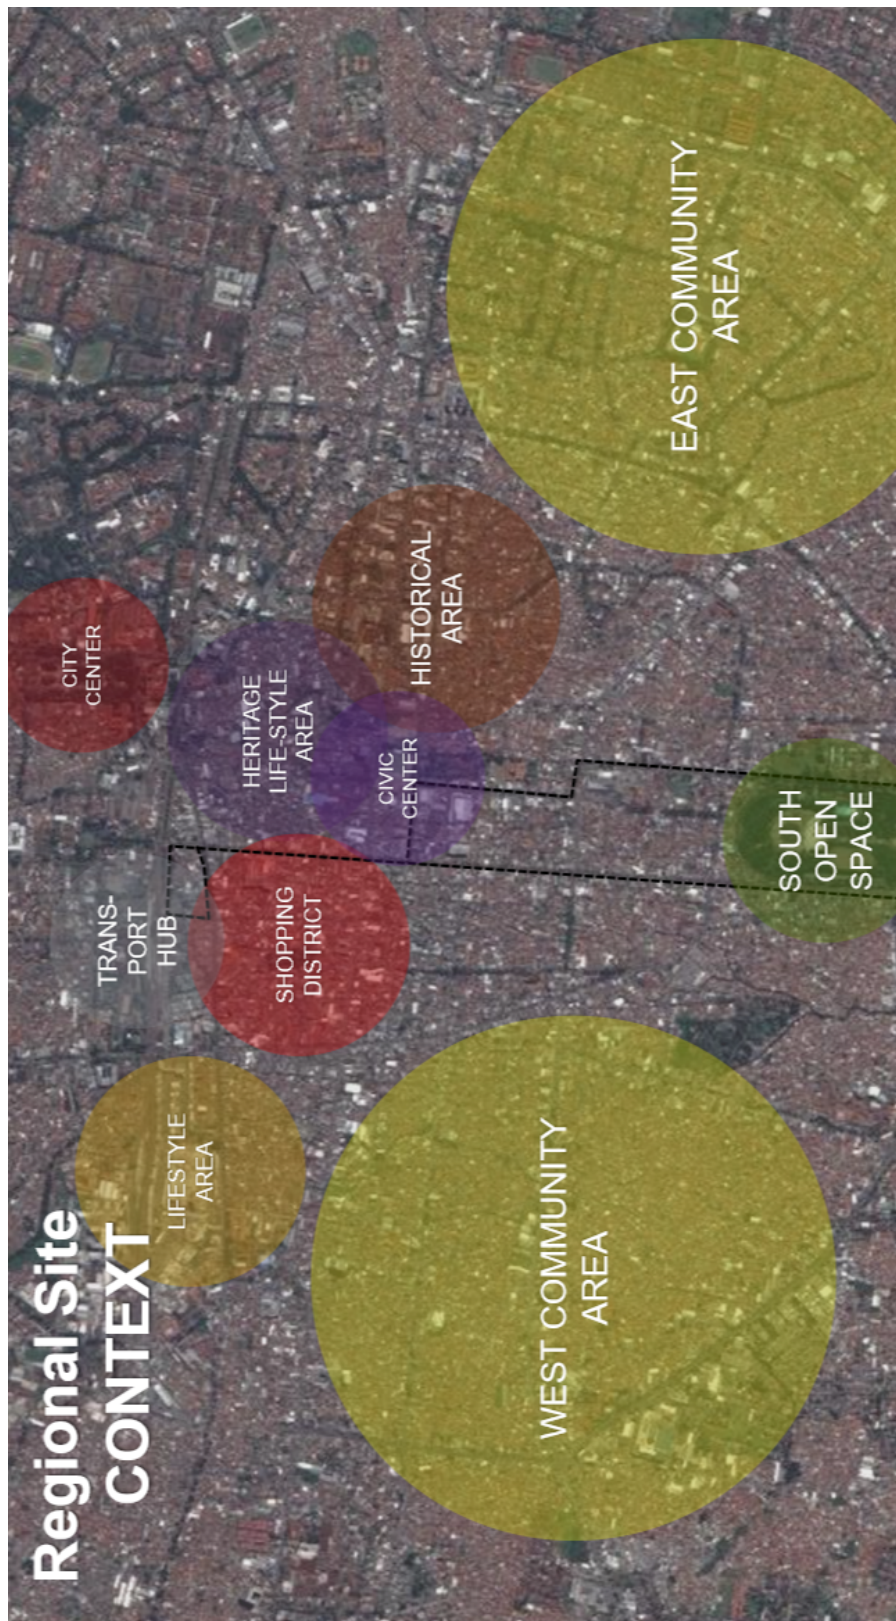 Regional Site
CONTEXT
LIFESTYLE
AREA
TRANS-
PORT
HUB
CITY
CENTER
SHOPPING
DISTRICT
HERITAGE
LIFE-STYLE
AREA
CIVIC
CENTER
HISTORICAL
AREA
WEST COMMUNITY
AREA
EAST COMMUNITY
AREA
SOUTH
OPEN
SPACE